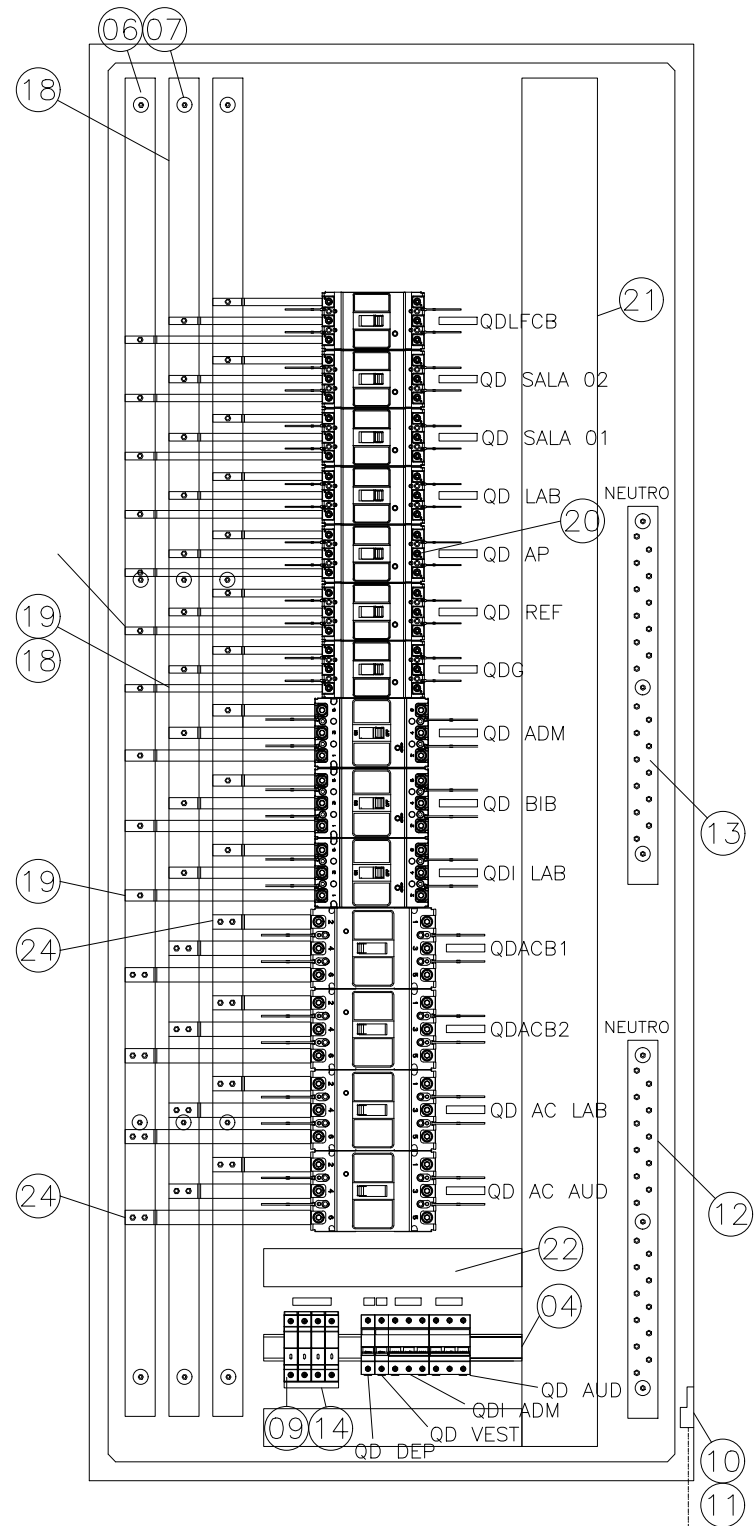 06 07
18
21
QDLFCB
QD SALA 02
QD SALA 01
QD LAB
NEUTRO
20
QD AP
19
18
QD REF
QDG
QD ADM
QD BIB
13
19
QDI LAB
24
QDACB1
QDACB2
NEUTRO
QD AC LAB
24
QD AC AUD
12
22
04
QD AUD
QDI ADM
09 14
QD VEST
QD DEP
10
11